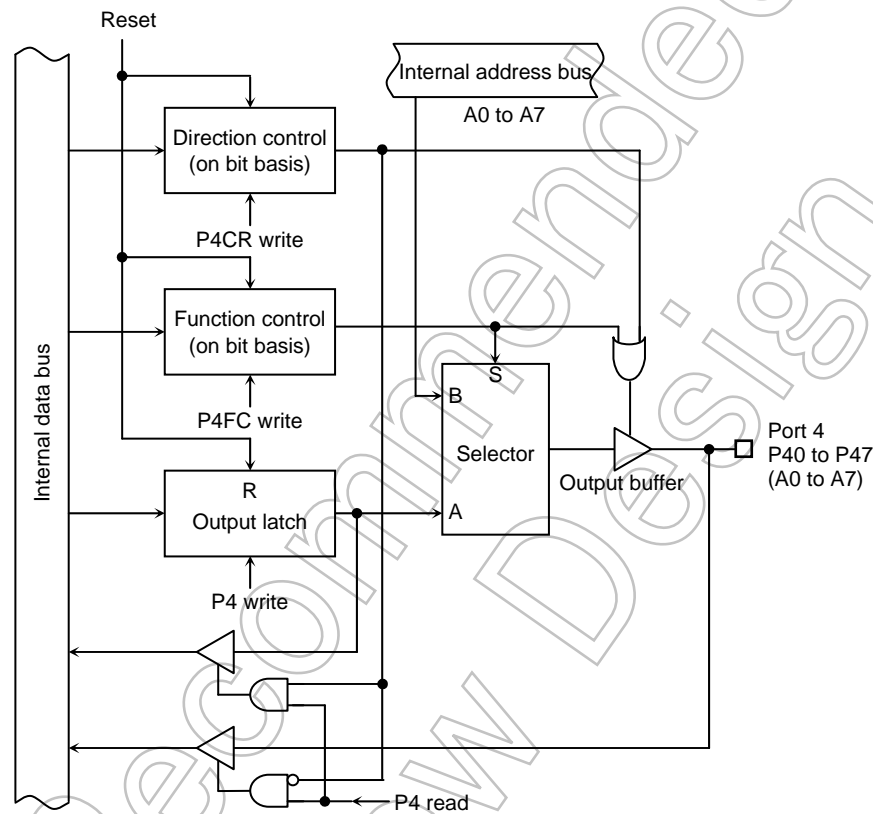 Reset
Internal address bus
A0 to A7
Direction control
(on bit basis)
P4CR write
Function control
(on bit basis)
P4FC write
Internal data bus
S
B
Selector
A
Output buffer
Port 4
P40 to P47
(A0 to A7)
R
Output latch
P4 write
P4 read
ecommended
w Design